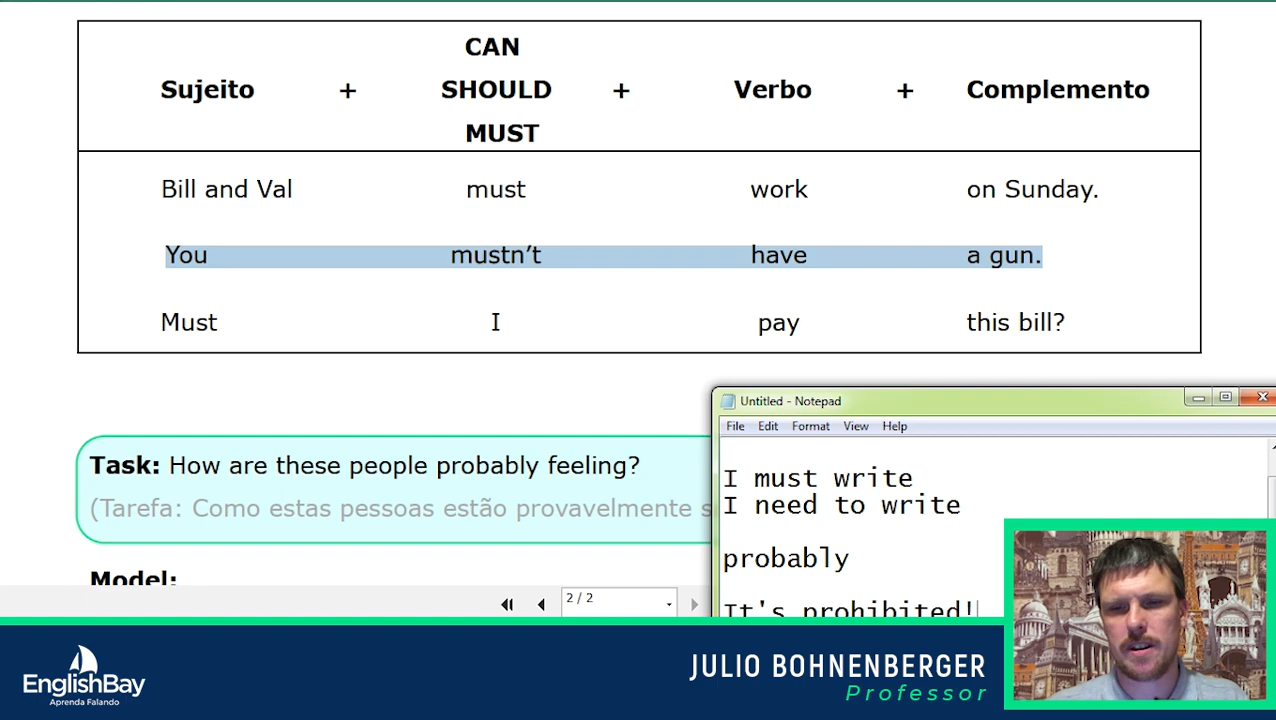 CAN
Sujeito + SHOULD + Verbo + Complemento
MUST
Bill and Val must work on Sunday.
You mustn’t have a gun.
Must I pay this bill?
Task: How are these people probably feeling?
(Tarefa: Como estas pessoas estão provavelmente s
Model:
2 / 2
Untitled - Notepad
File Edit Format View Help
I must write
I need to write
probably
It's prohibited!
EnglishBay
Aprenda Falando
JULIO BOHNENBERGER
Professor